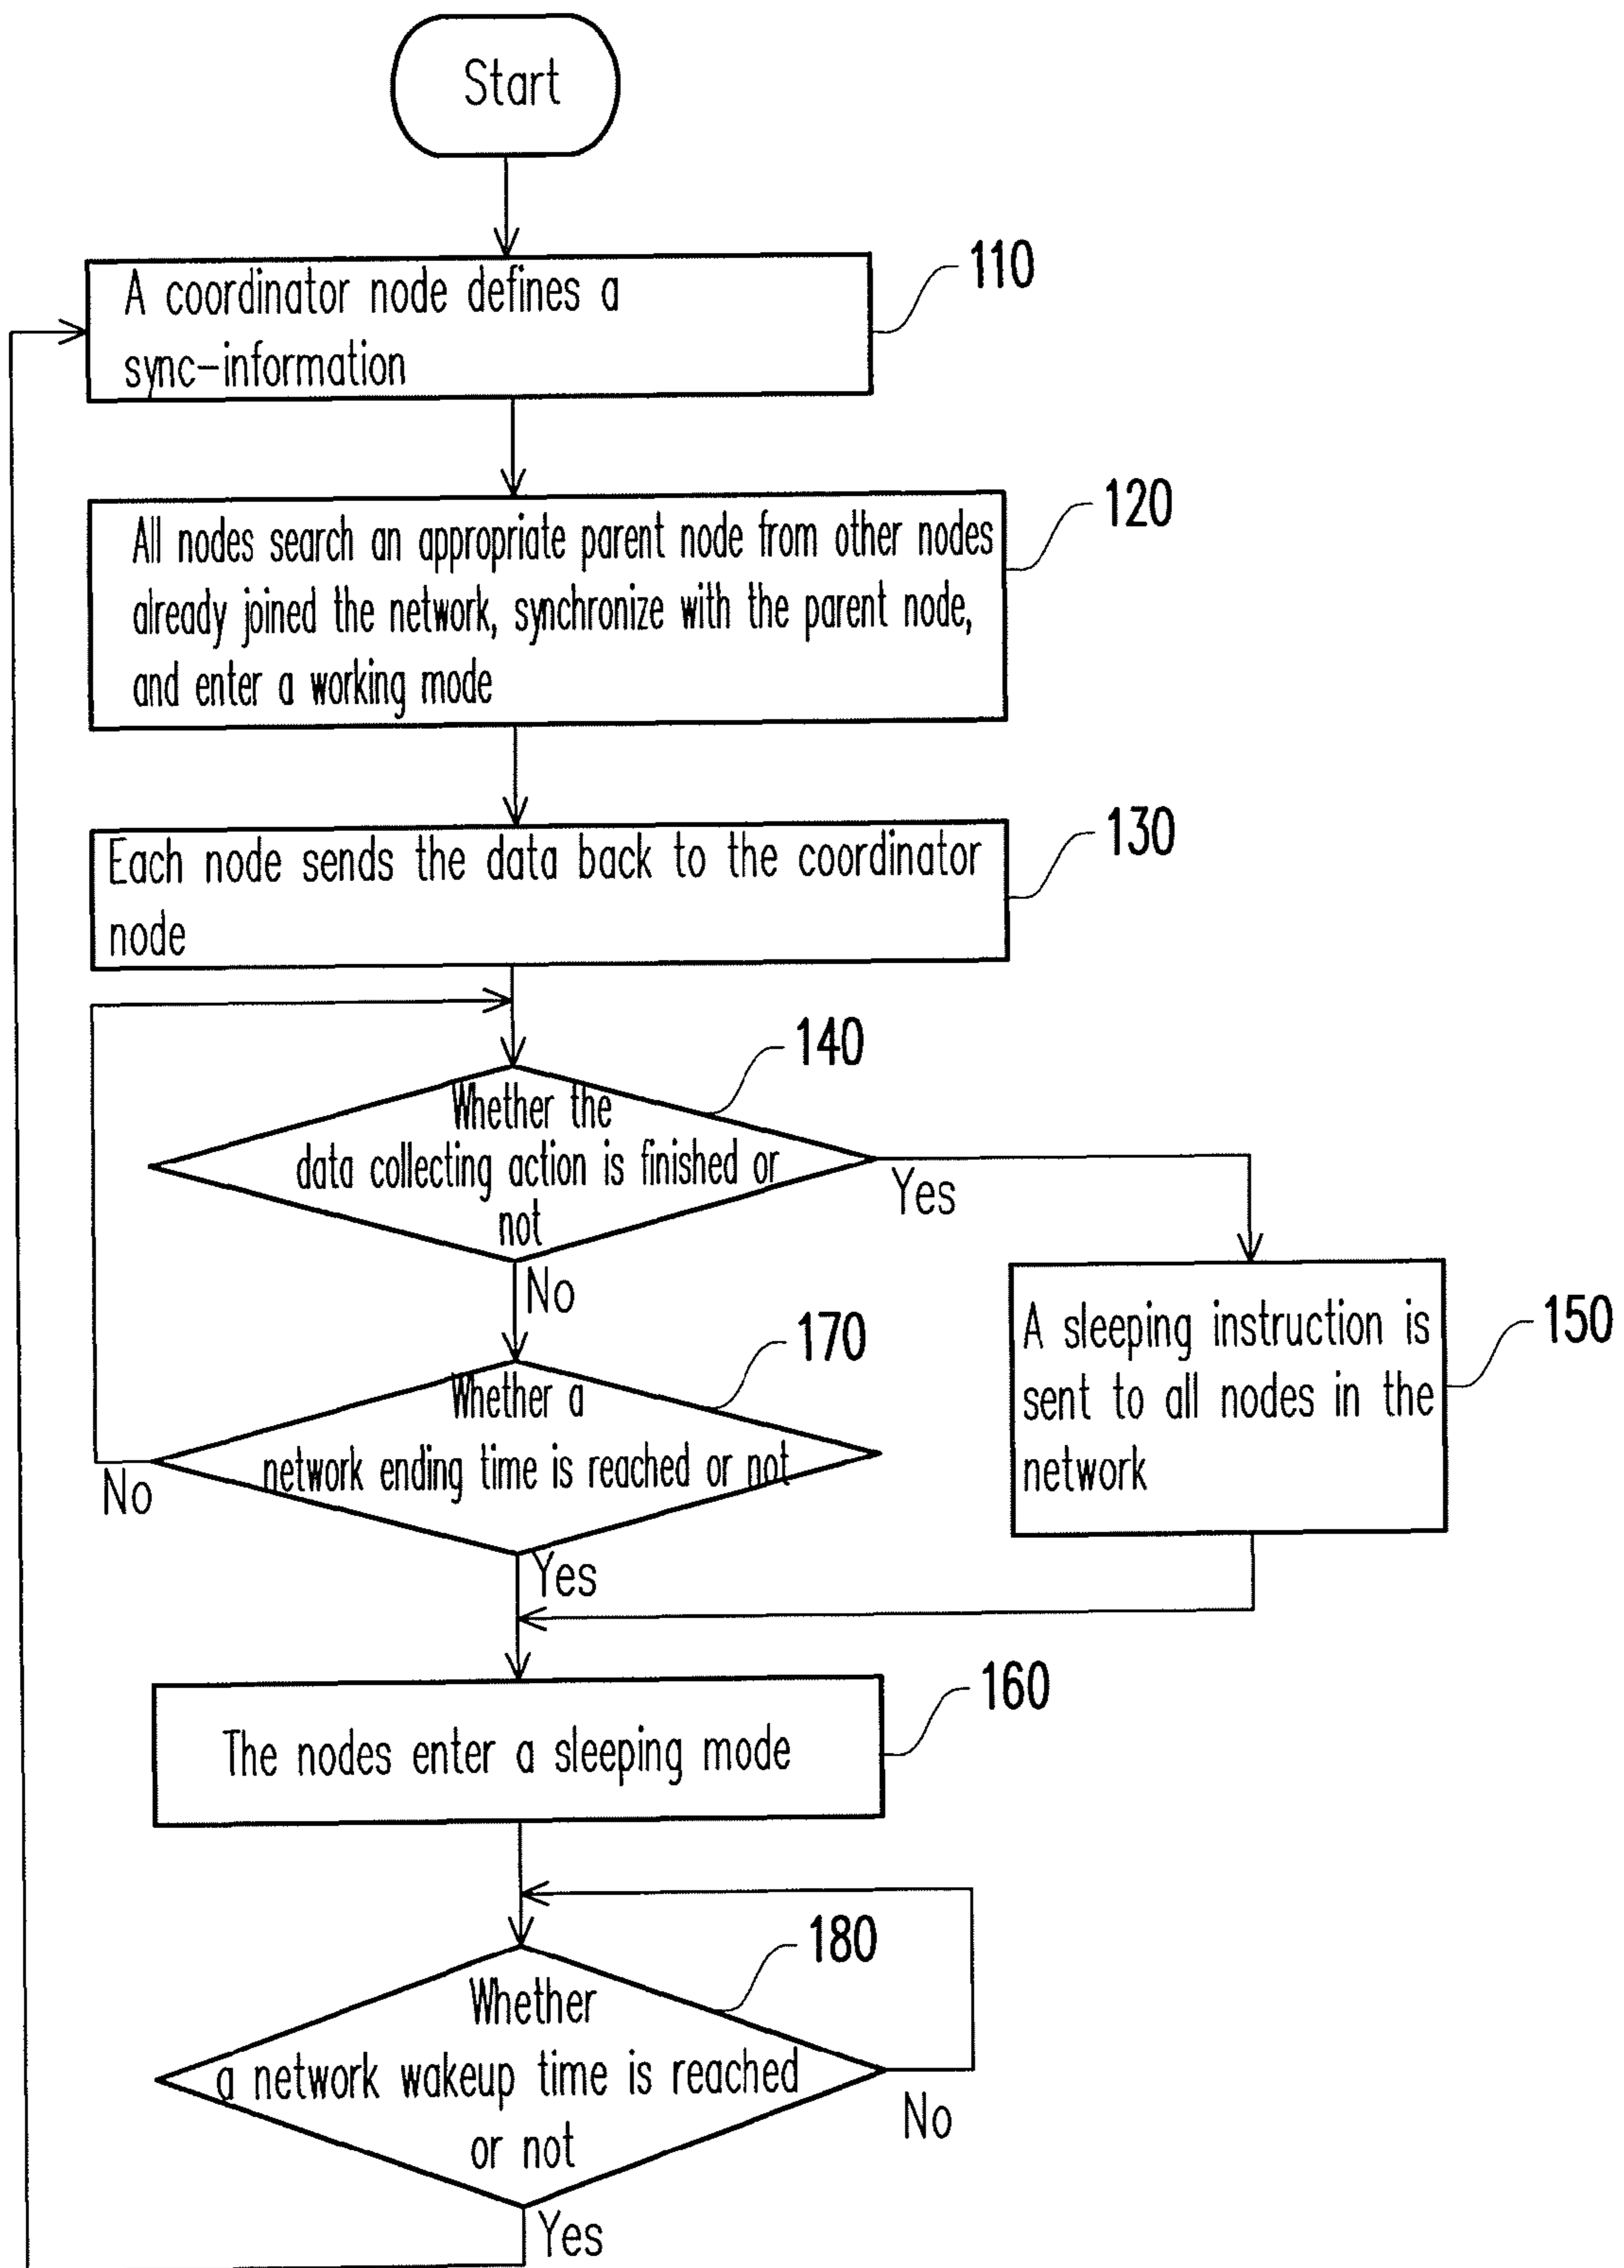 Start
110
A coordinator node defines a
sync-information
120
All nodes search an appropriate parent node from other nodes
already joined the network, synchronize with the parent node,
and enter a working mode
130
Each node sends the data back to the coordinator
node
140
Whether the
data collecting action is finished or
not
Yes
No
150
A sleeping instruction is
sent to all nodes in the
network
170
Whether a
network ending time is reached or not
No
Yes
160
The nodes enter a sleeping mode
180
Whether
a network wakeup time is reached
or not
No
Yes